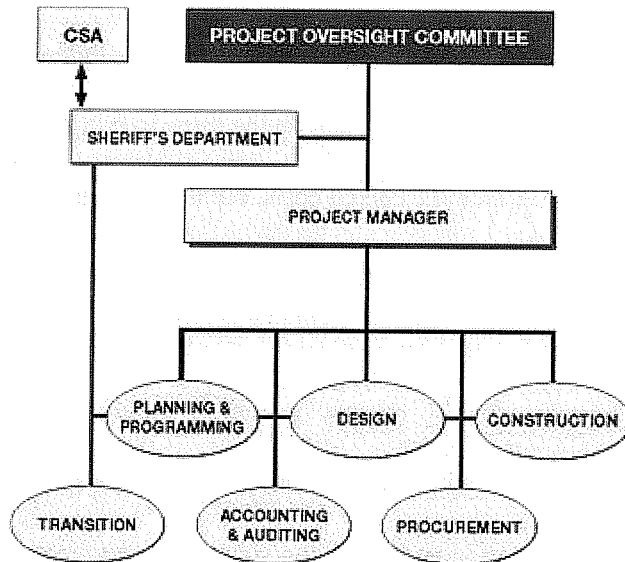 CSA
PROJECT OVERSIGHT COMMITTEE
SHERIFF'S DEPARTMENT
PROJECT MANAGER
PLANNING &
PROGRAMMING
DESIGN
CONSTRUCTION
TRANSITION
ACCOUNTING
& AUDITING
PROCUREMENT